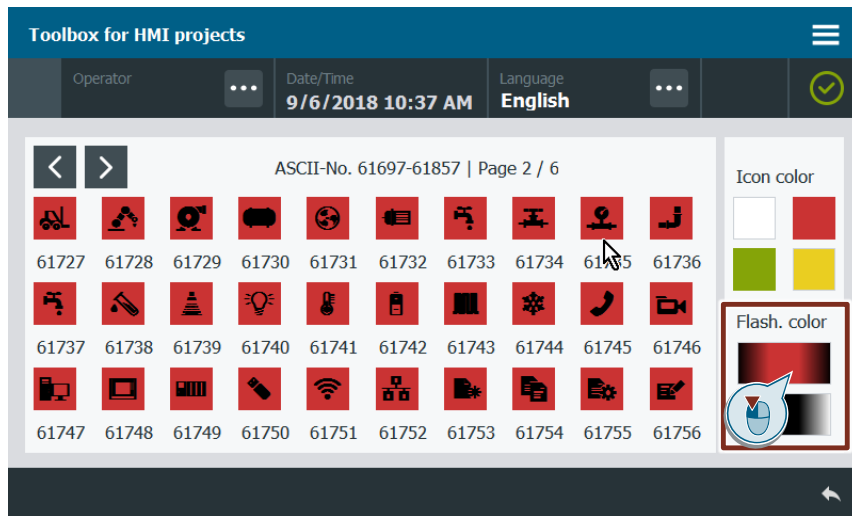 Toolbox for HMI projects
Operator
Date/Time
Language
9/6/2018 10:37 AM
English
ASCII-No. 61697-61857 | Page 2 / 6
Icon color
61727 61728 61729 61730 61731 61732 61733 61734 61736
Flash. color
61737 61738 61739 61740 61741 61742 61743 61744 61745 61746
61747 61748 61749 61750 61751 61752 61753 61754 61755 61756